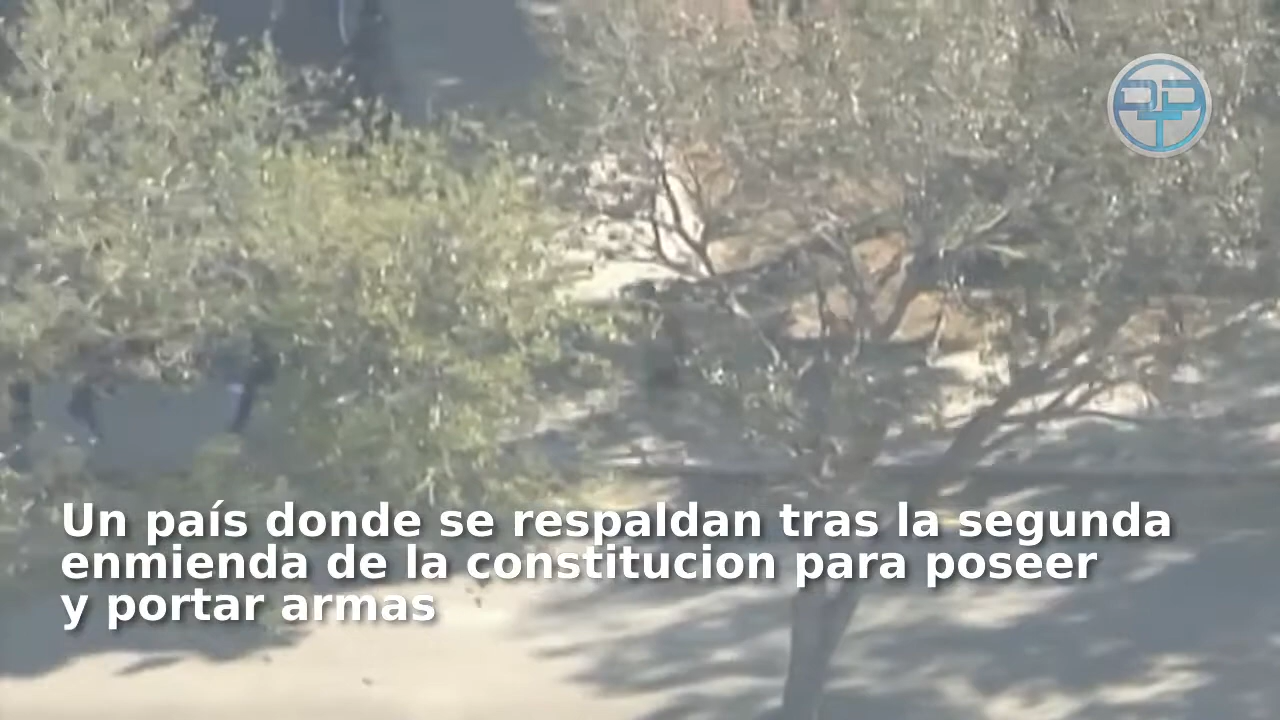 Un país donde se respaldan tras la segunda
enmienda de la constitucion para poseer
y portar armas